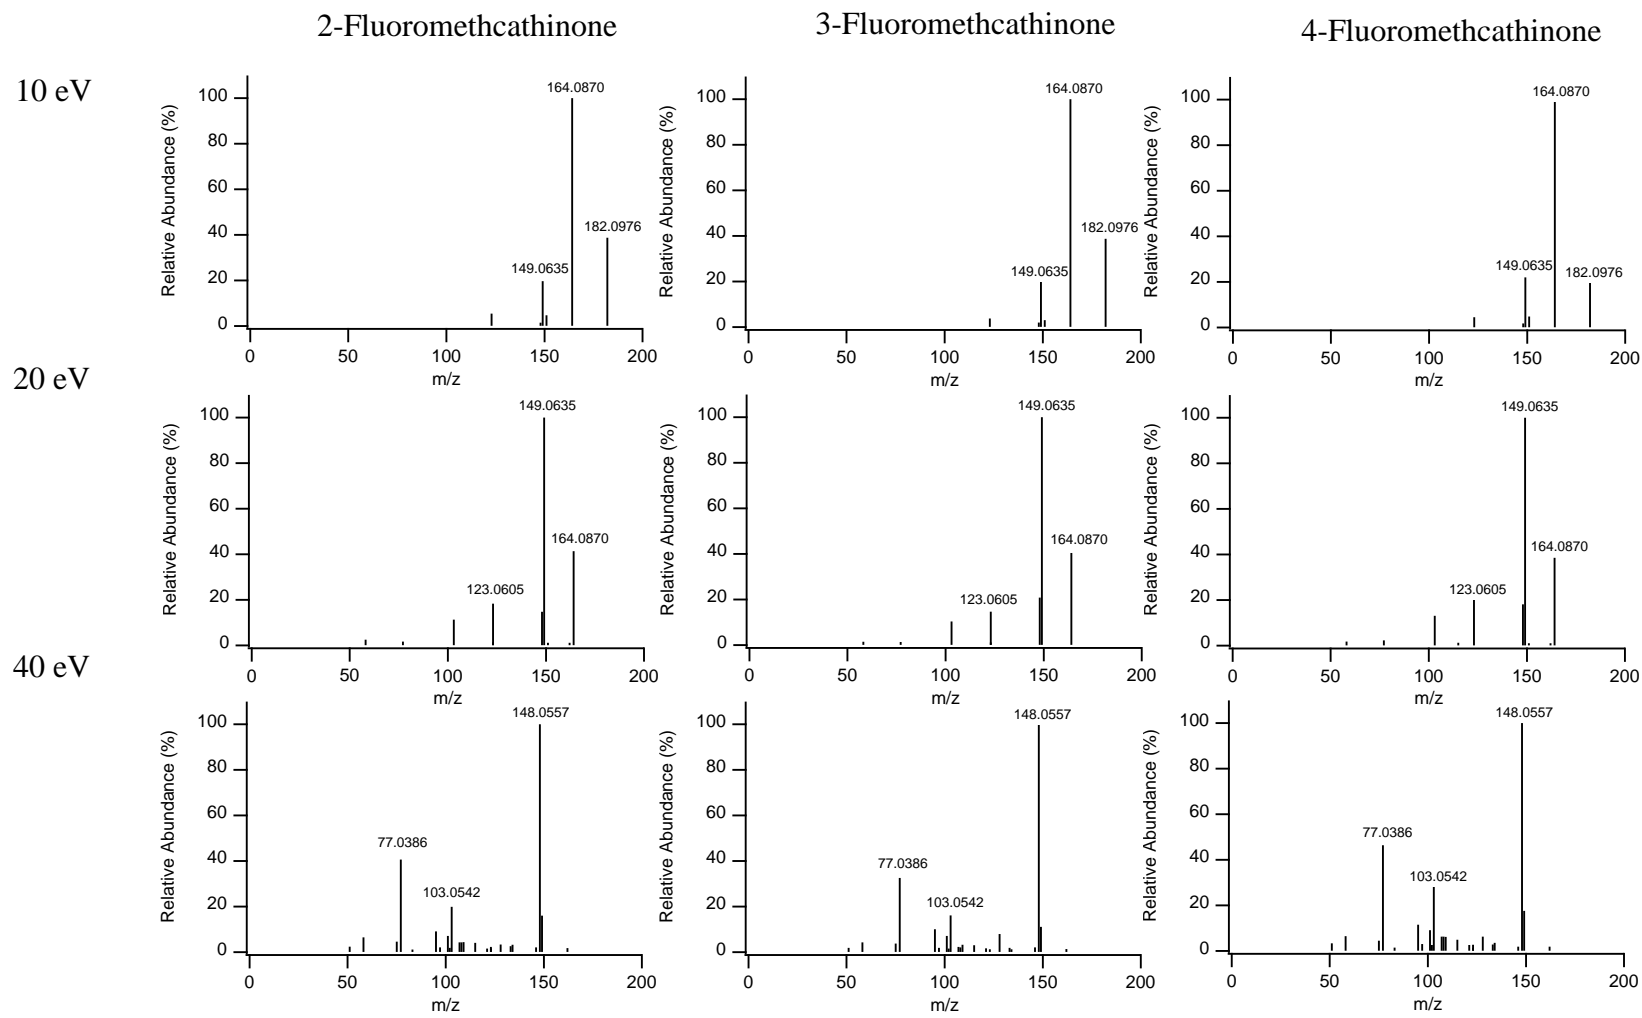 2-Fluoromethcathinone
3-Fluoromethcathinone
4-Fluoromethcathinone
10 eV
Relative Abundance (%)
100
80
60
40
20
0
164.0870
182.0976
149.0635
0 50 100 150 200
m/z
Relative Abundance (%)
100
80
60
40
20
0
164.0870
182.0976
149.0635
0 50 100 150 200
m/z
Relative Abundance (%)
100
80
60
40
20
0
164.0870
149.0635
182.0976
0 50 100 150 200
m/z
20 eV
Relative Abundance (%)
100
80
60
40
20
0
149.0635
164.0870
123.0605
0 50 100 150 200
m/z
Relative Abundance (%)
100
80
60
40
20
0
149.0635
164.0870
123.0605
0 50 100 150 200
m/z
Relative Abundance (%)
100
80
60
40
20
0
149.0635
164.0870
123.0605
0 50 100 150 200
m/z
40 eV
Relative Abundance (%)
100
80
60
40
20
0
148.0557
77.0386
103.0542
0 50 100 150 200
m/z
Relative Abundance (%)
100
80
60
40
20
0
148.0557
77.0386
103.0542
0 50 100 150 200
m/z
Relative Abundance (%)
100
80
60
40
20
0
148.0557
77.0386
103.0542
0 50 100 150 200
m/z